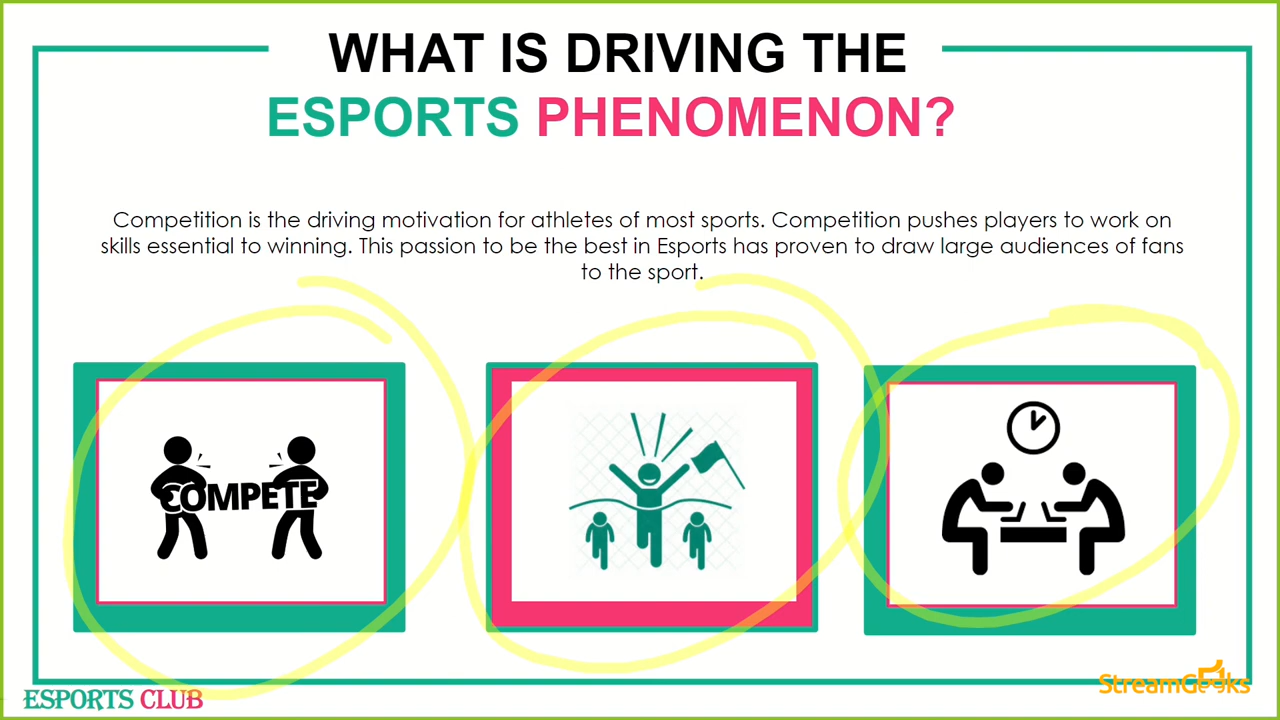 WHAT IS DRIVING THE
ESPORTS PHENOMENON?
Competition is the driving motivation for athletes of most sports. Competition pushes players to work on
skills essential to winning. This passion to be the best in Esports has proven to draw large audiences of fans
to the sport.
COMPETE
ESPORTS CLUB
StreamGeeks